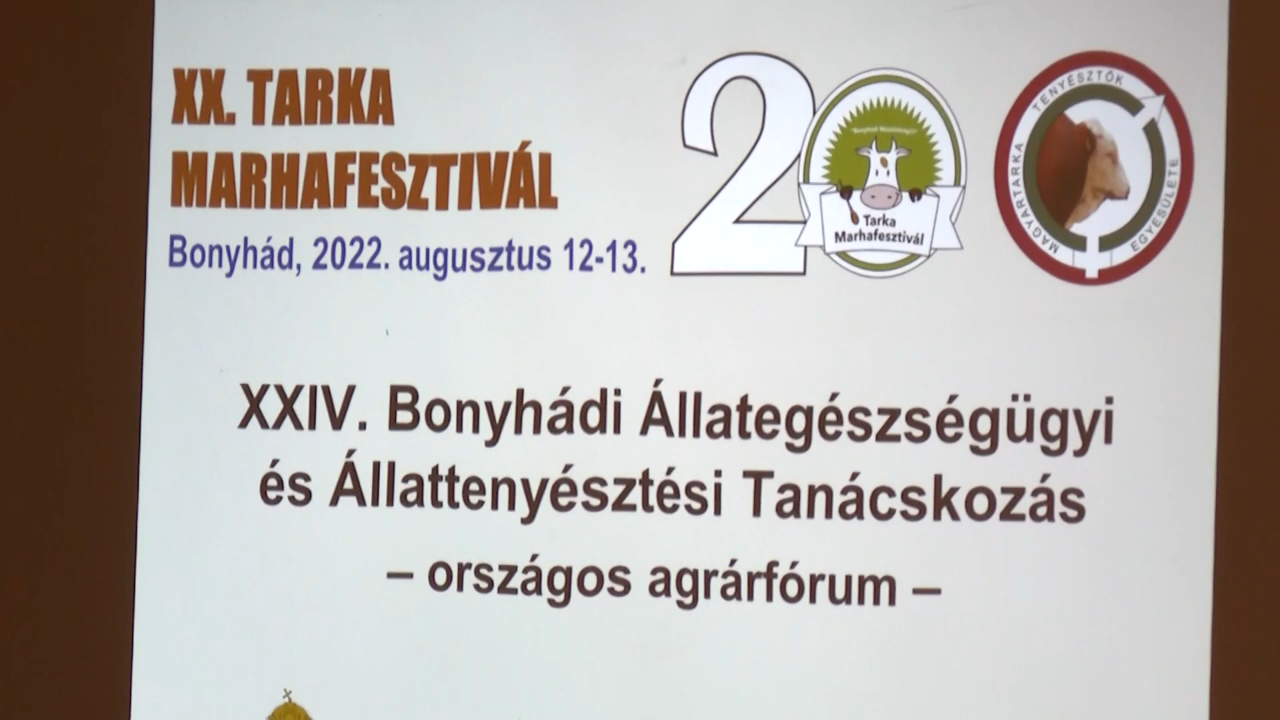 XX. TARKA
MARHAFESZTIVÁL
Bonyhád, 2022. augusztus 12-13.
20
Tarka
Marhafesztivál
MAGYARTARKA TENYÉSZTŐK EGYESÜLETE
XXIV. Bonyhádi Állategészségügyi
és Állattenyésztési Tanácskozás
– országos agrárfórum –